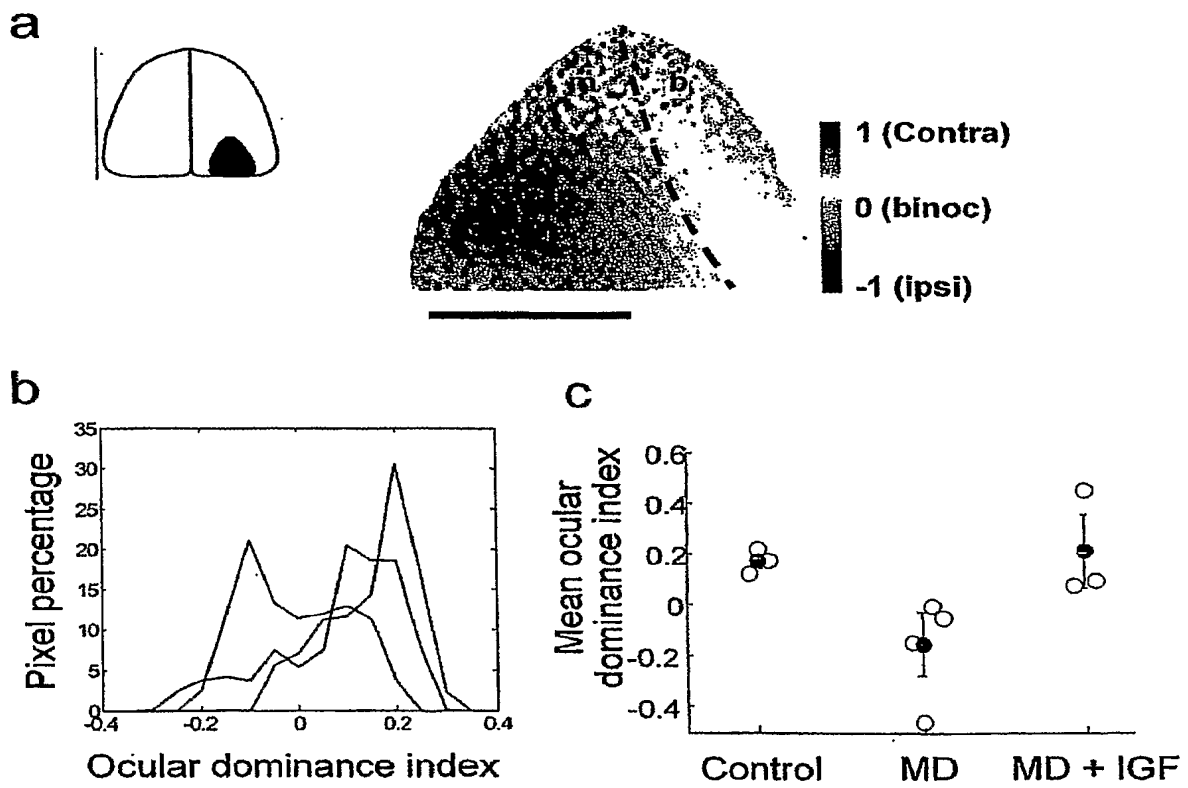 a
m
b
1 (Contra)
0 (binoc)
-1 (ipsi)
b
Pixel percentage
35
30
25
20
15
10
5
0
-0.4
-0.2
0
0.2
0.4
Ocular dominance index
c
Mean ocular
dominance index
0.6
0.4
0.2
0
-0.2
-0.4
Control
MD
MD + IGF